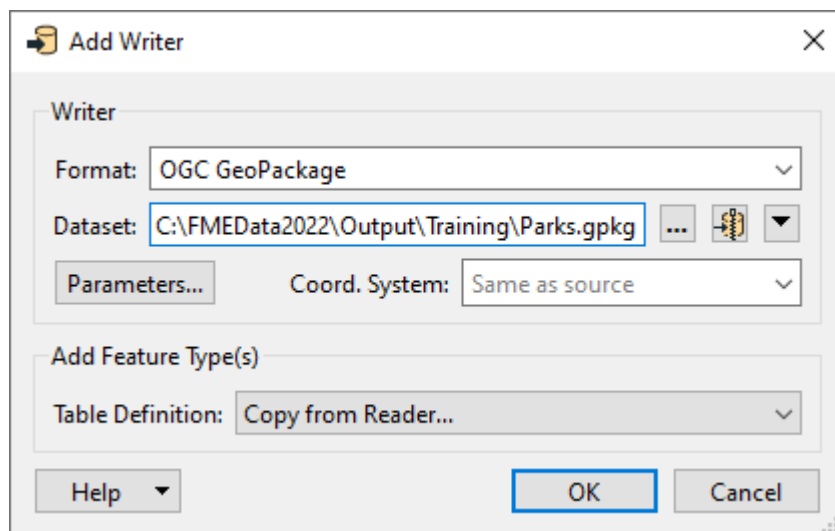 Add Writer
Writer
Format: OGC GeoPackage
Dataset: C:\FMEData2022\Output\Training\Parks.gpkg ...
Parameters... Coord. System: Same as source
Add Feature Type(s)
Table Definition: Copy from Reader...
Help OK Cancel